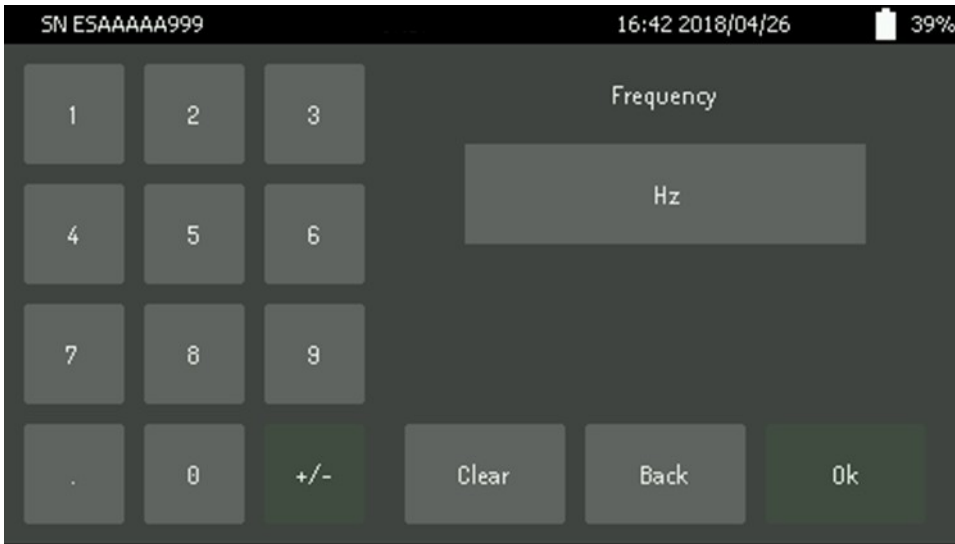 SN ESAAAAA999 16:42 2018/04/26 39%
Frequency
1 2 3
Hz
4 5 6
7 8 9
. 0 +/- Clear Back Ok